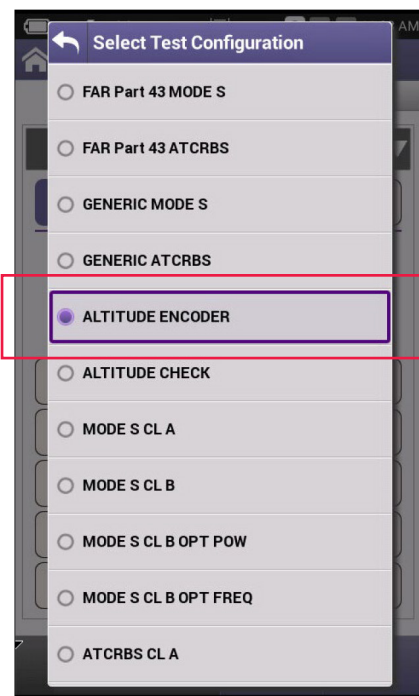 AM
Select Test Configuration
FAR Part 43 MODE S
FAR Part 43 ATCRBS
GENERIC MODE S
GENERIC ATCRBS
ALTITUDE ENCODER
ALTITUDE CHECK
MODE S CL A
MODE S CL B
MODE S CL B OPT POW
MODE S CL B OPT FREQ
ATCRBS CL A